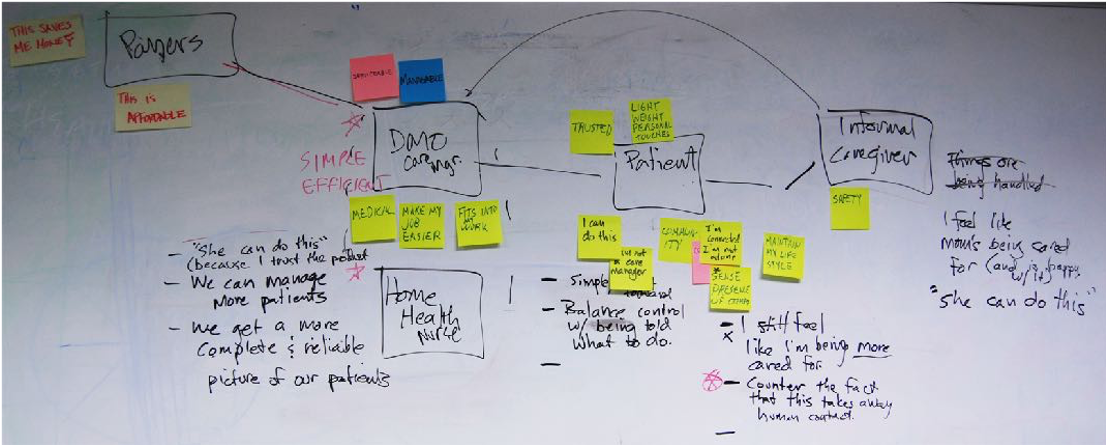 THIS SAVES
ME MONEY
Payers
THIS IS
AFFORDABLE
MANAGEABLE
DMO
Care Mgr.
SIMPLE
EFFICIENT
MEDICAL
MAKE MY
JOB
EASIER
FITS INTO
MY
WORK
"She can do this"
(because I trust the product
- We can manage
more patients
- We get a more
complete & reliable
picture of our patients
Home
Health
Nurse
TRUSTED
LIGHT
WEIGHT
PERSONAL
TOUCHES
Patient
I can
do this
but not
a care
manager
COMMUNITY
I'm
connected
I'm not
alone
MAINTAIN
MY LIFE
STYLE
SENSE
PRESENCE
OF
- Simple
- Balance control
w/ being told
what to do.
- I still feel
like I'm being more
cared for.
- Counter the fact
that this takes away
human contact.
Informal
Caregiver
SAFETY
Things are
being handled
I feel like
mom's being cared
for (and is happy
w/ it)
"she can do this"